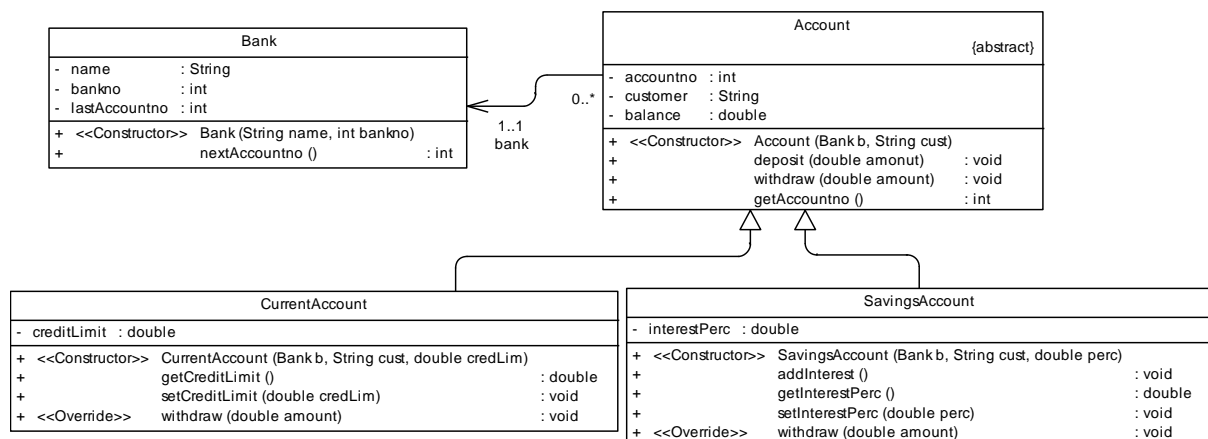 Bank
- name : String
- bankno : int
- lastAccountno : int
+ <<Constructor>> Bank (String name, int bankno)
+ nextAccountno () : int
0..*
1..1
bank
Account
{abstract}
- accountno : int
- customer : String
- balance : double
+ <<Constructor>> Account (Bank b, String cust)
+ deposit (double amonut) : void
+ withdraw (double amount) : void
+ getAccountno () : int
CurrentAccount
- creditLimit : double
+ <<Constructor>> CurrentAccount (Bank b, String cust, double credLim)
+ getCreditLimit () : double
+ setCreditLimit (double credLim) : void
+ <<Override>> withdraw (double amount) : void
SavingsAccount
- interestPerc : double
+ <<Constructor>> SavingsAccount (Bank b, String cust, double perc)
+ addInterest () : void
+ getInterestPerc () : double
+ setInterestPerc (double perc) : void
+ <<Override>> withdraw (double amount) : void